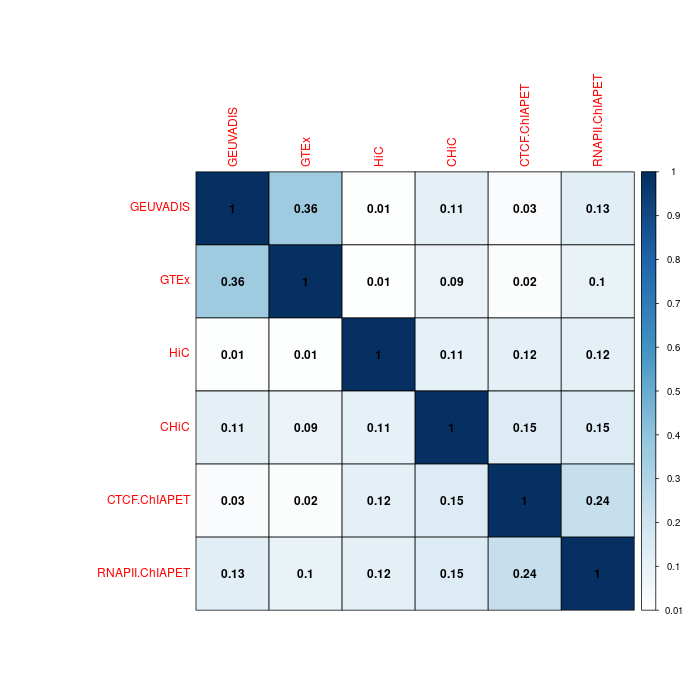 GEUVADIS GTEx HiC CHiC CTCF.ChIAPET RNAPII.ChIAPET
GEUVADIS 1 0.36 0.01 0.11 0.03 0.13
GTEx 0.36 1 0.01 0.09 0.02 0.1
HiC 0.01 0.01 1 0.11 0.12 0.12
CHiC 0.11 0.09 0.11 1 0.15 0.15
CTCF.ChIAPET 0.03 0.02 0.12 0.15 1 0.24
RNAPII.ChIAPET 0.13 0.1 0.12 0.15 0.24 1
1
0.9
0.8
0.7
0.6
0.5
0.4
0.3
0.2
0.1
0.01